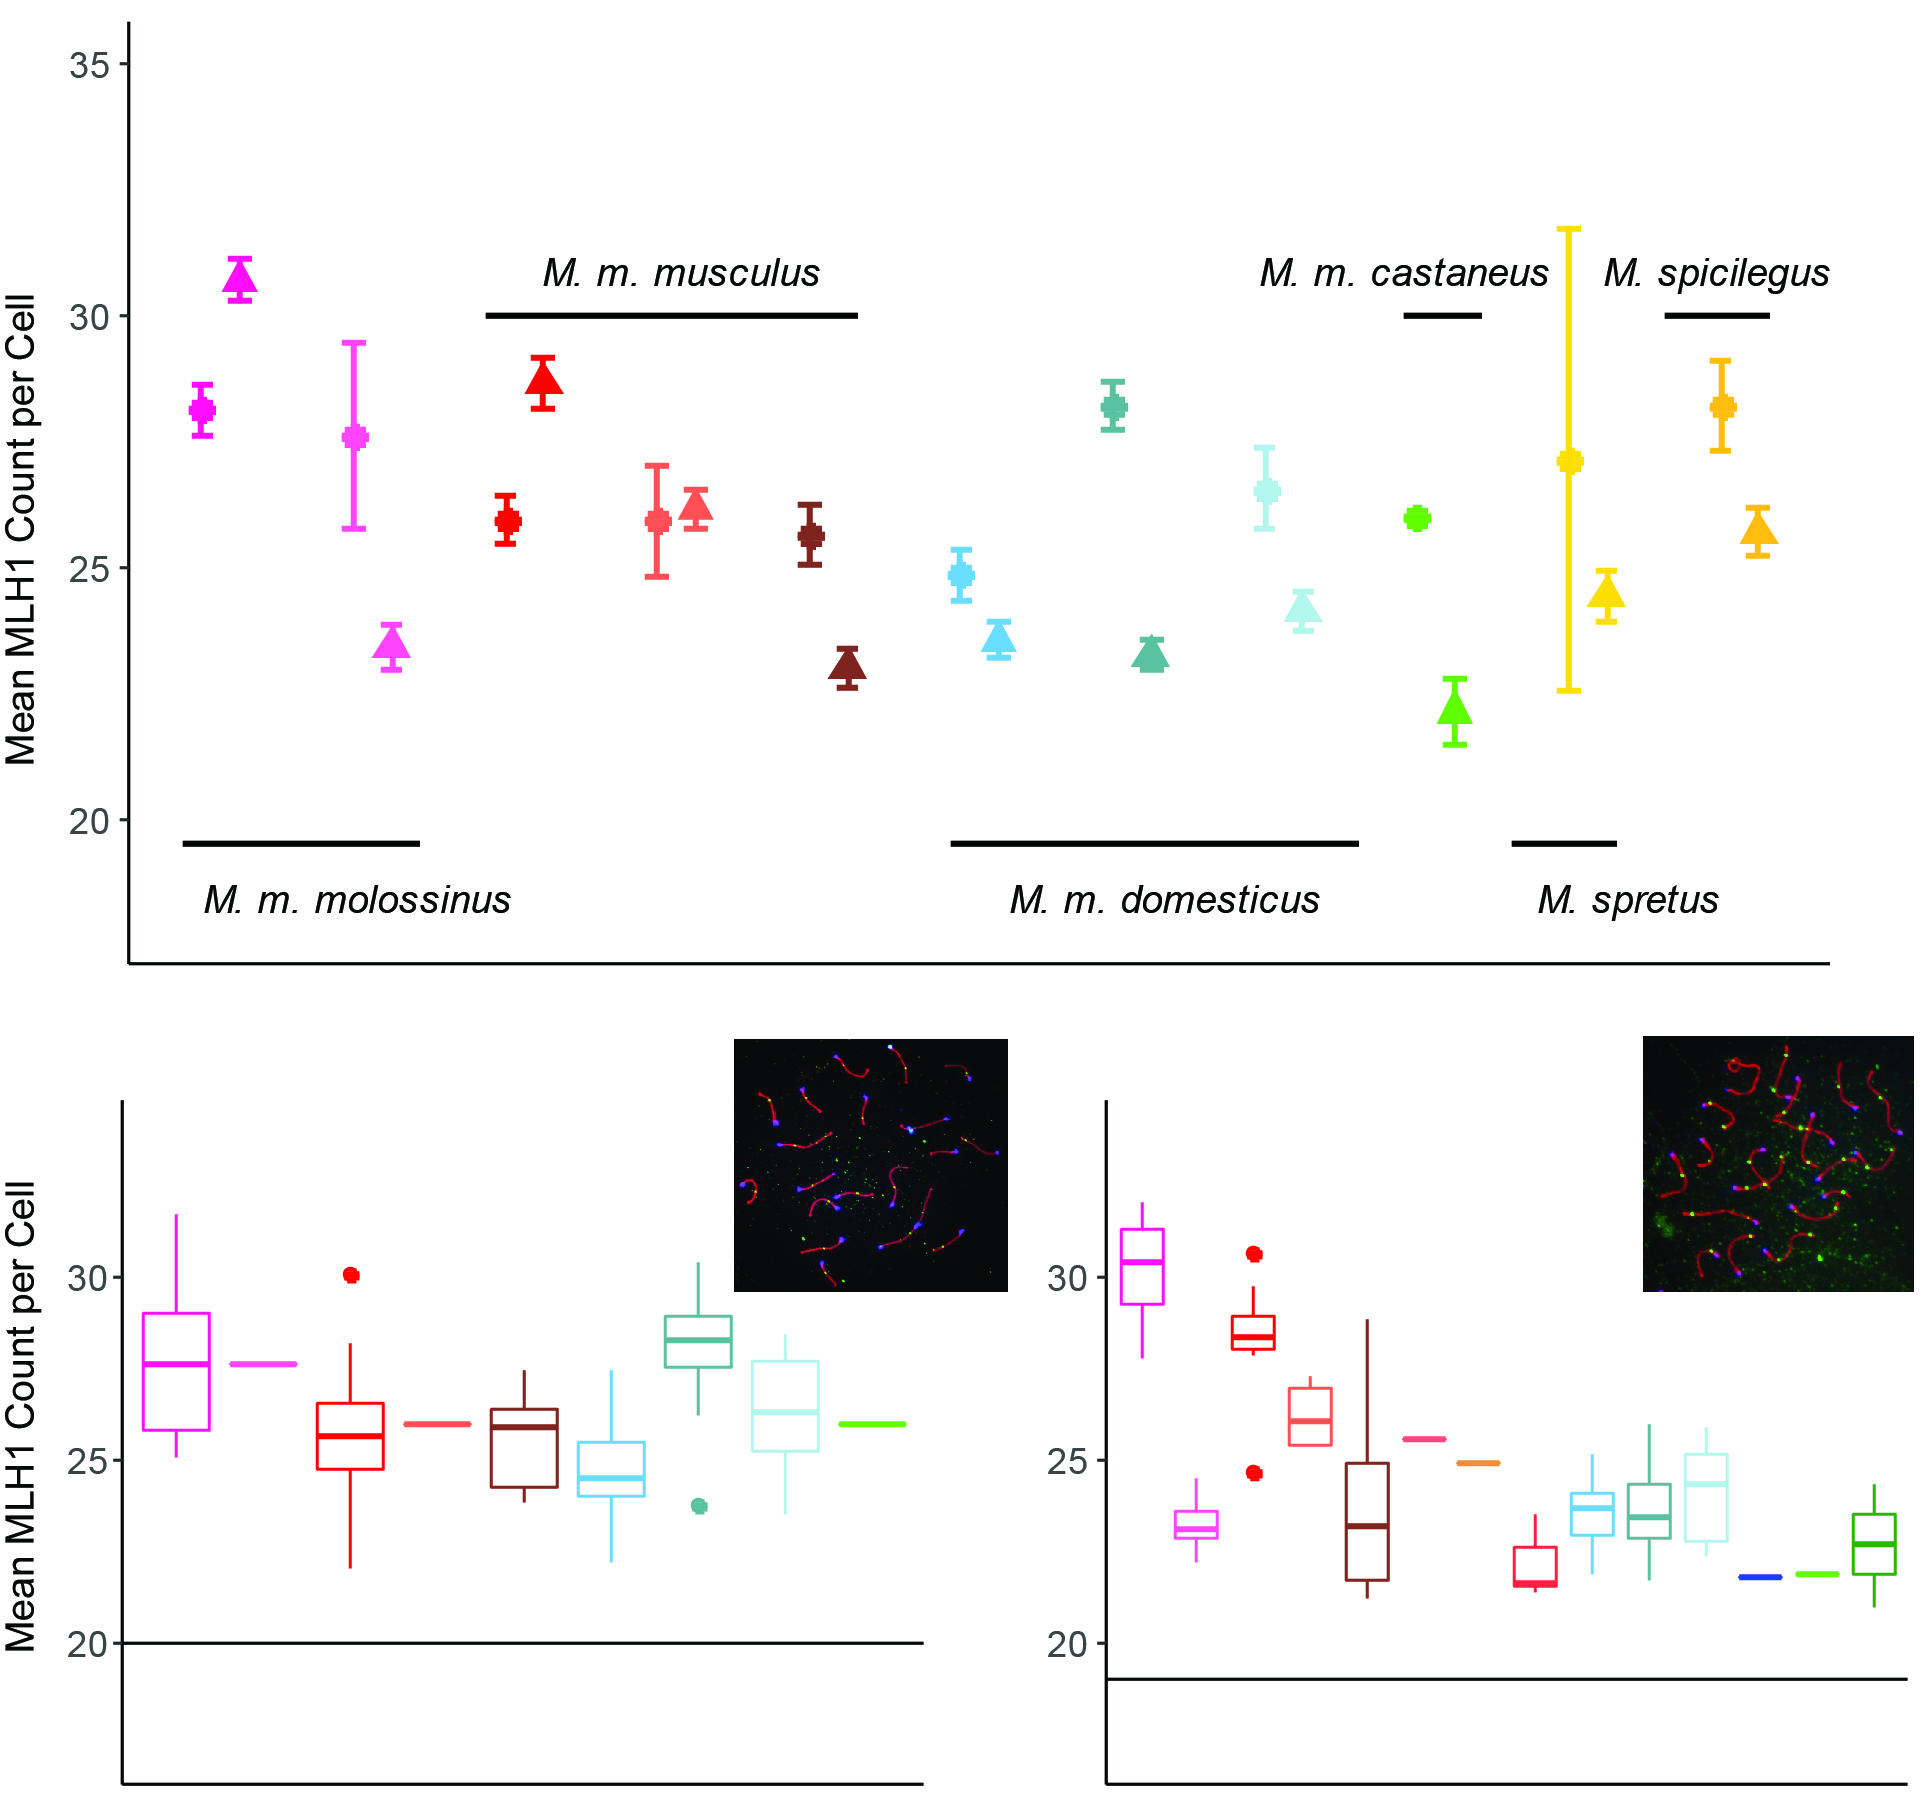 35
30
25
20
Mean MLH1 Count per Cell
M. m. musculus
M. m. castaneus
M. spicilegus
M. m. molossinus
M. m. domesticus
M. spretus
30
25
20
Mean MLH1 Count per Cell
30
25
20